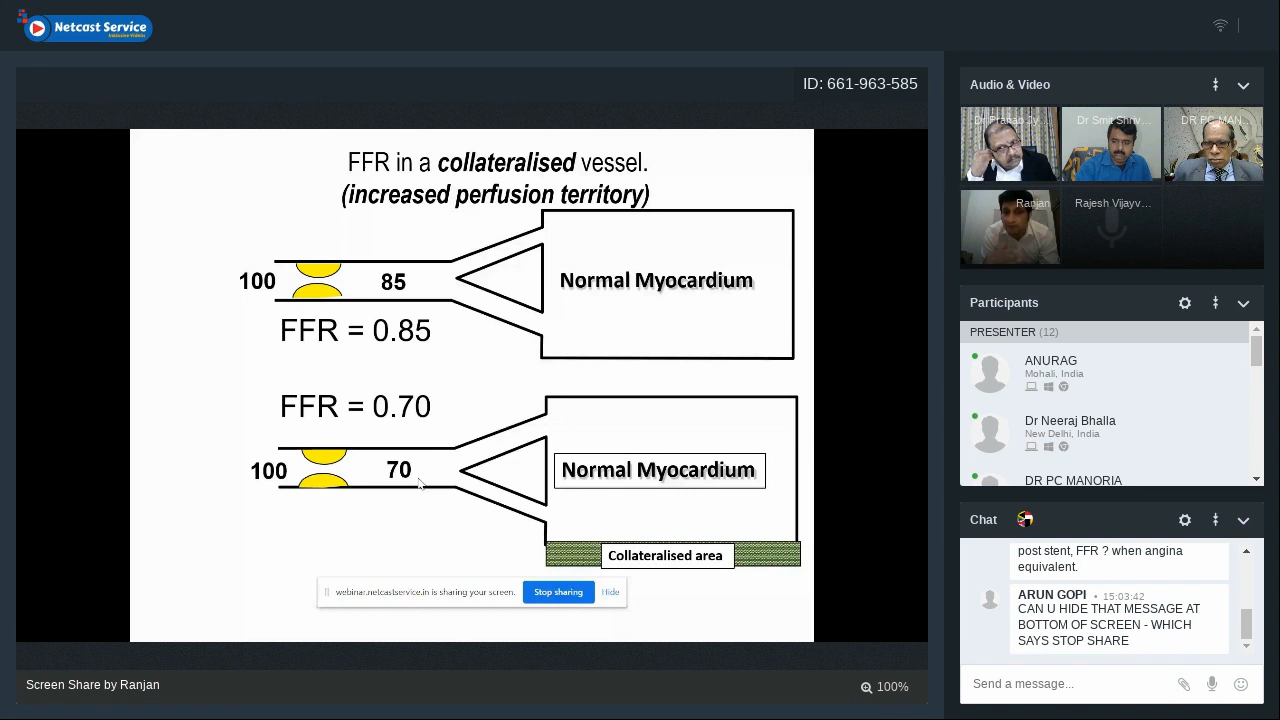 Netcast Service
ID: 661-963-585
FFR in a collateralised vessel.
(increased perfusion territory)
100
85
Normal Myocardium
FFR = 0.85
FFR = 0.70
100
70
Normal Myocardium
Collateralised area
webinar.netcastservice.in is sharing your screen.
Stop sharing
Hide
Screen Share by Ranjan
100%
Audio & Video
Dr Pranab Jy...
Dr Smit Shriv...
DR PC MAN...
Ranjan
Rajesh Vijayv...
Participants
PRESENTER (12)
ANURAG
Mohali, India
Dr Neeraj Bhalla
New Delhi, India
DR PC MANORIA
Chat
post stent, FFR ? when angina
equivalent.
ARUN GOPI • 15:03:42
CAN U HIDE THAT MESSAGE AT
BOTTOM OF SCREEN - WHICH
SAYS STOP SHARE
Send a message...